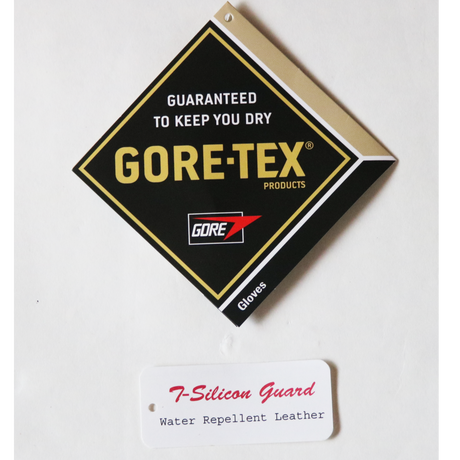 GUARANTEED
TO KEEP YOU DRY
GORE-TEX®
PRODUCTS
GORE
Gloves
T-Silicon Guard
Water Repellent Leather